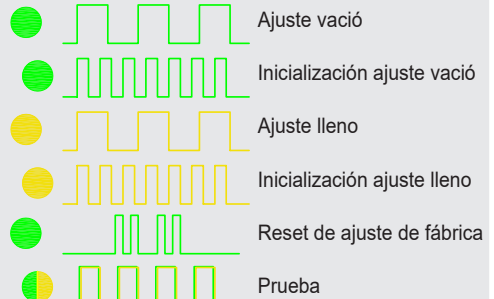 Ajuste vació
Inicialización ajuste vació
Ajuste lleno
Inicialización ajuste lleno
Reset de ajuste de fábrica
Prueba